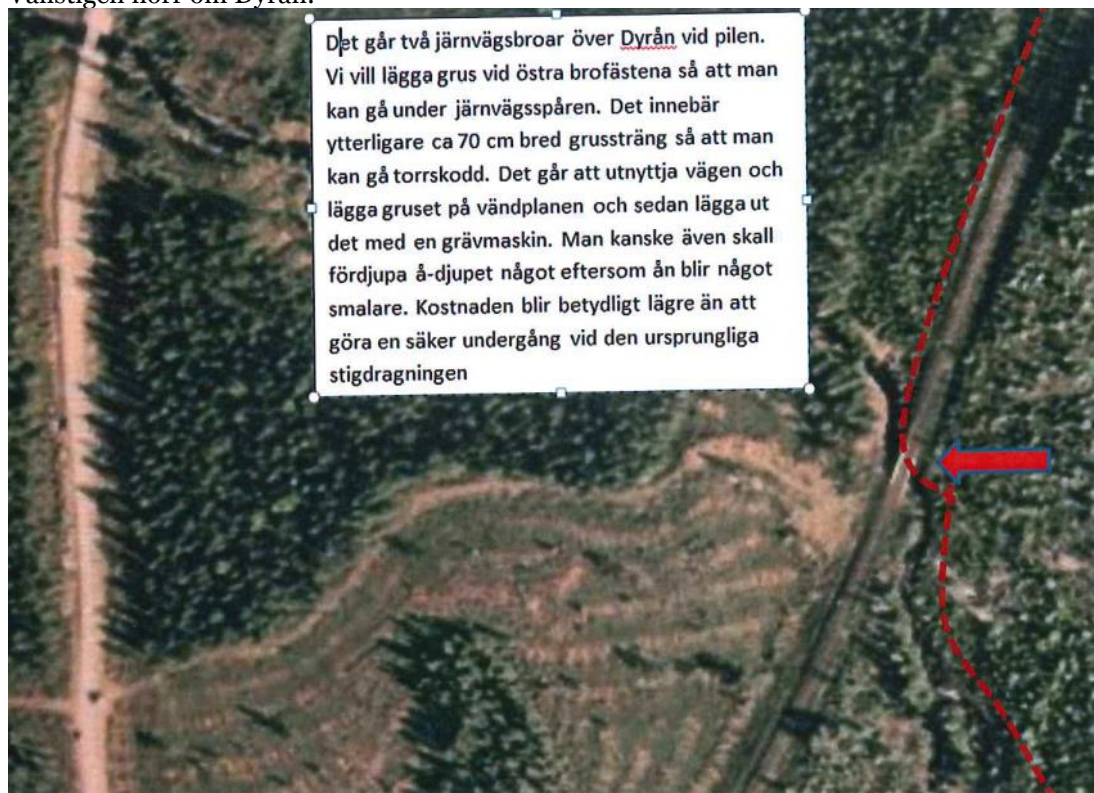 Vänstigen norr om Dyrån.
Det går två järnvägsbroar över Dyrån vid pilen.
Vi vill lägga grus vid östra brofästena så att man
kan gå under järnvägsspåren. Det innebär
ytterligare ca 70 cm bred grussträng så att man
kan gå torrskodd. Det går att utnyttja vägen och
lägga gruset på vändplanen och sedan lägga ut
det med en grävmaskin. Man kanske även skall
fördjupa å-djupet något eftersom ån blir något
smalare. Kostnaden blir betydligt lägre än att
göra en säker undergång vid den ursprungliga
stigdragningen